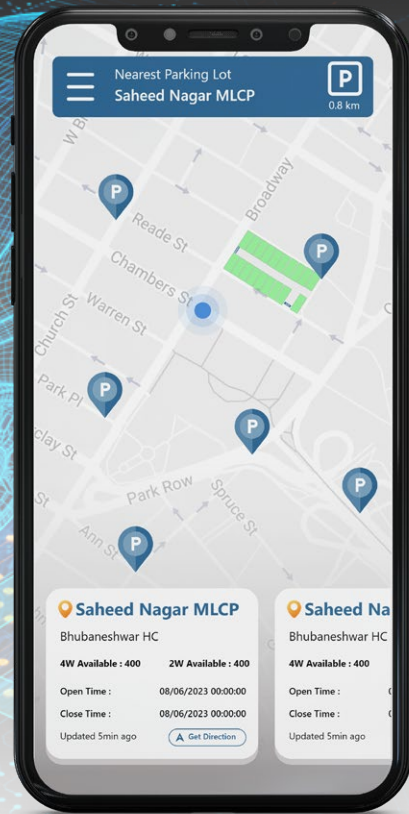 Nearest Parking Lot
Saheed Nagar MLCP
P
0.8 km
Broadway
P
Reade St
P
Chambers St
Warren St
Church St
Park Pl
P
P
Park Row
Spruce St
P
Ann St
P
Saheed Nagar MLCP
Bhubaneshwar HC
4W Available : 400 2W Available : 400
Open Time : 08/06/2023 00:00:00
Close Time : 08/06/2023 00:00:00
Updated 5min ago Get Direction
Saheed Na
Bhubaneshwar HC
4W Available : 400
Open Time :
Close Time :
Updated 5min ago